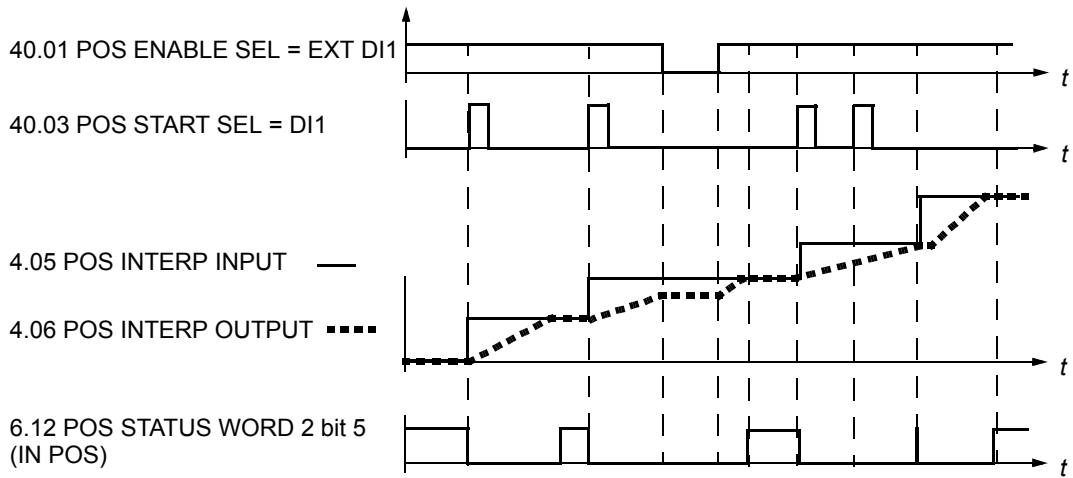 40.01 POS ENABLE SEL = EXT DI1
t
40.03 POS START SEL = DI1
t
4.05 POS INTERP INPUT
4.06 POS INTERP OUTPUT
t
6.12 POS STATUS WORD 2 bit 5
(IN POS)
t